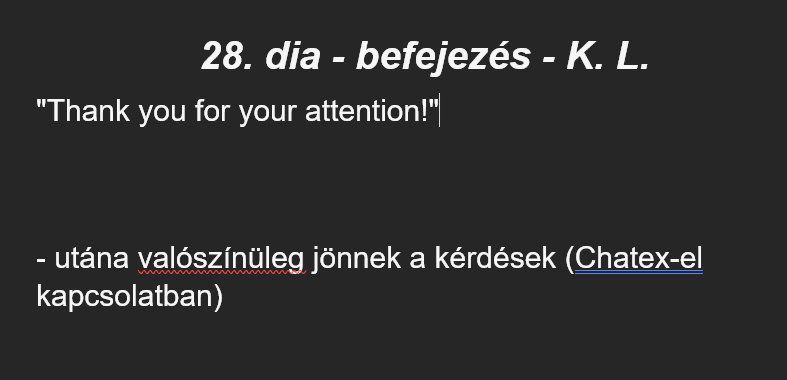 28. dia - befejezés - K. L.
"Thank you for your attention!"
- utána valószínüleg jönnek a kérdések (Chatex-el
kapcsolatban)